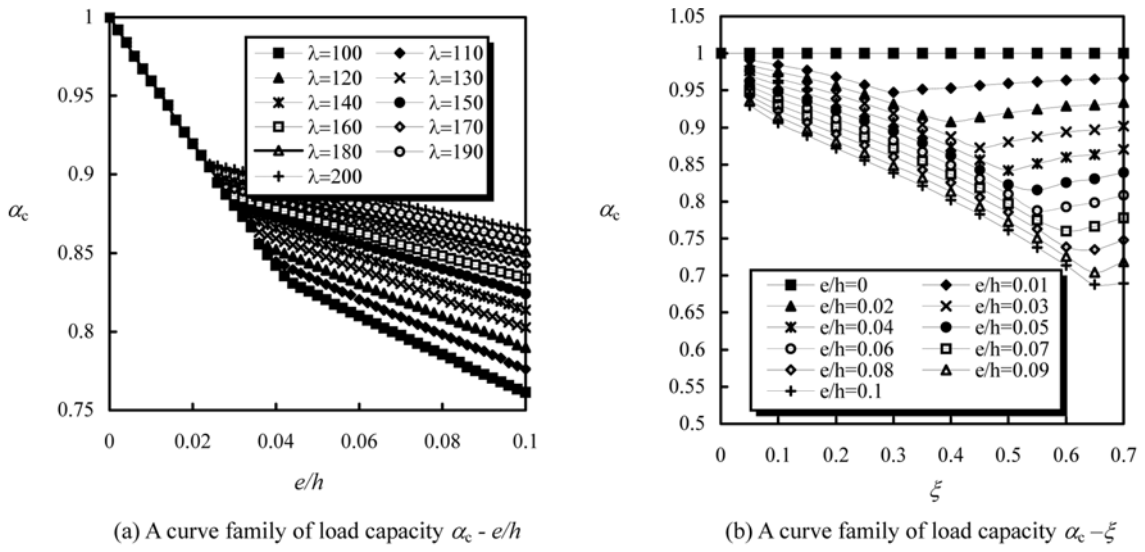 1
0.95
0.9
0.85
0.8
0.75
αc
0 0.02 0.04 0.06 0.08 0.1
e/h
λ=100 λ=110
λ=120 λ=130
λ=140 λ=150
λ=160 λ=170
λ=180 λ=190
λ=200
(a) A curve family of load capacity αc - e/h
1.05
1
0.95
0.9
0.85
0.8
0.75
0.7
0.65
0.6
0.55
0.5
αc
0 0.1 0.2 0.3 0.4 0.5 0.6 0.7
ξ
e/h=0 e/h=0.01
e/h=0.02 e/h=0.03
e/h=0.04 e/h=0.05
e/h=0.06 e/h=0.07
e/h=0.08 e/h=0.09
e/h=0.1
(b) A curve family of load capacity αc –ξ